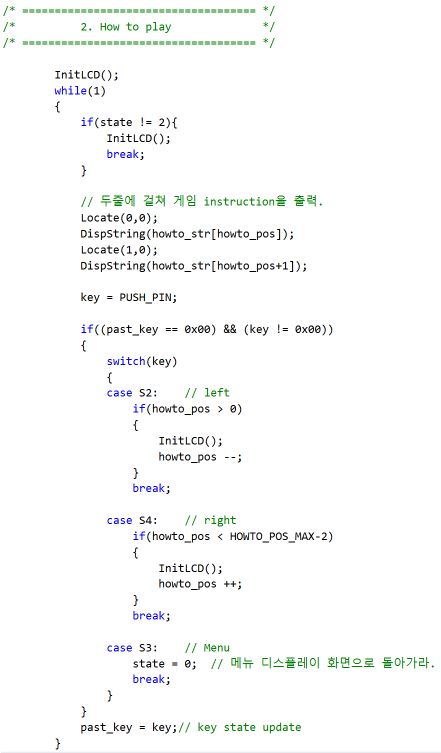 /* ==================================== */
/*          2. How to play              */
/* ==================================== */
InitLCD();
while(1)
{
if(state != 2){
InitLCD();
break;
}
// 두줄에 걸쳐 게임 instruction을 출력.
Locate(0,0);
DispString(howto_str[howto_pos]);
Locate(1,0);
DispString(howto_str[howto_pos+1]);
key = PUSH_PIN;
if((past_key == 0x00) && (key != 0x00))
{
switch(key)
{
case S2:    // left
if(howto_pos > 0)
{
InitLCD();
howto_pos --;
}
break;
case S4:    // right
if(howto_pos < HOWTO_POS_MAX-2)
{
InitLCD();
howto_pos ++;
}
break;
case S3:    // Menu
state = 0;  // 메뉴 디스플레이 화면으로 돌아가라.
break;
}
}
past_key = key;// key state update
}